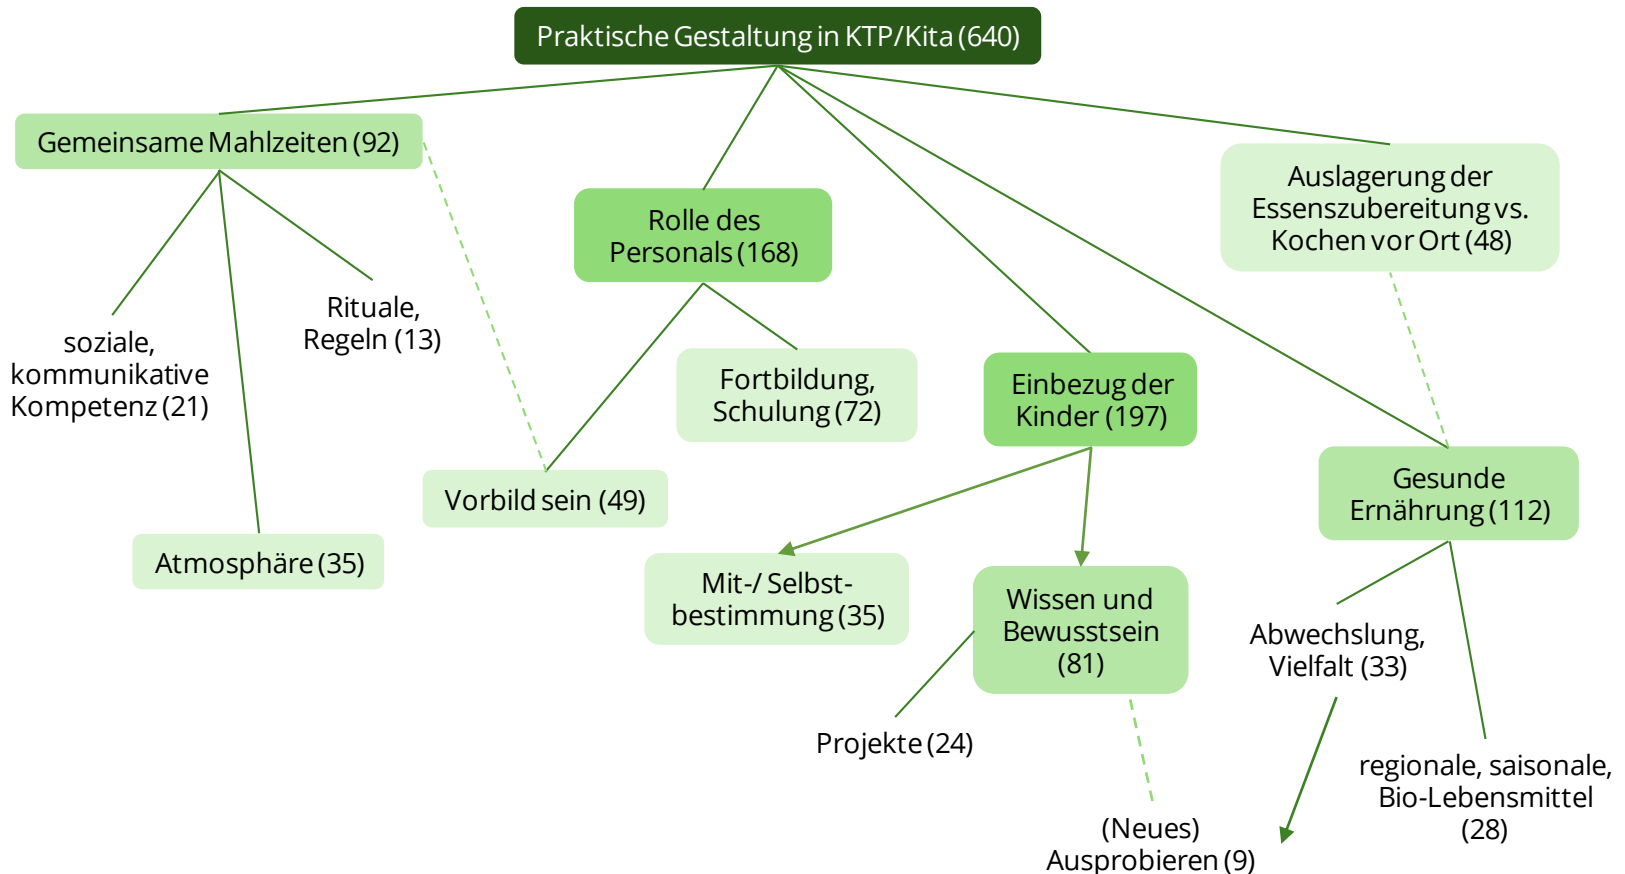 Praktische Gestaltung in KTP/Kita (640)
Gemeinsame Mahlzeiten (92)
Auslagerung der
Essenszubereitung vs.
Kochen vor Ort (48)
Rolle des
Personals (168)
Rituale,
Regeln (13)
soziale,
kommunikative
Kompetenz (21)
Fortbildung,
Schulung (72)
Einbezug der
Kinder (197)
Gesunde
Ernährung (112)
Vorbild sein (49)
Atmosphäre (35)
Mit-/ Selbst-
bestimmung (35)
Wissen und
Bewusstsein
(81)
Abwechslung,
Vielfalt (33)
Projekte (24)
regionale, saisonale,
Bio-Lebensmittel
(28)
(Neues)
Ausprobieren (9)